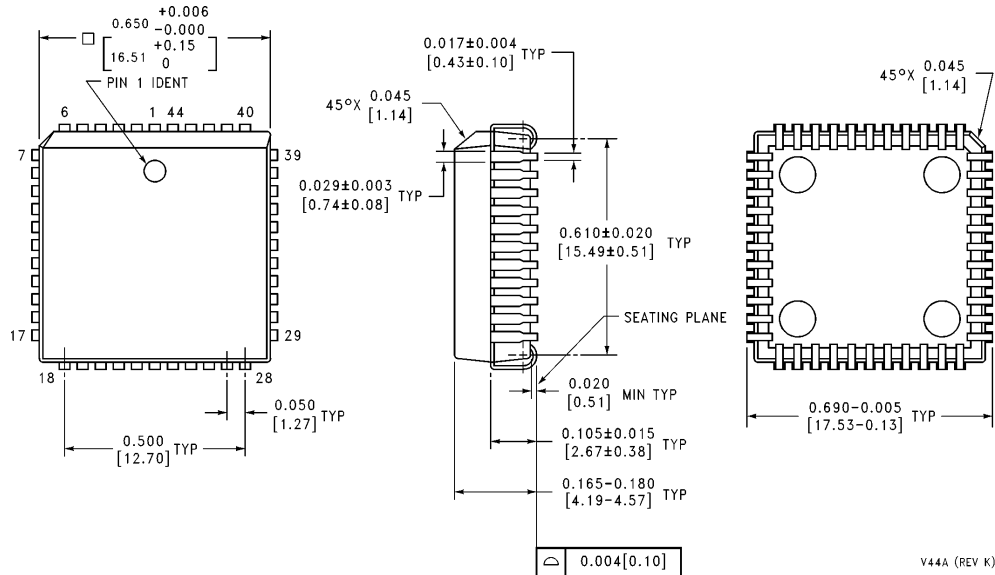 +0.006
0.650 -0.000
+0.15
16.51 0
PIN 1 IDENT
6 1 44 40
7 39
17 29
18 28
0.050
[1.27] TYP
0.500
[12.70] TYP
0.017±0.004
[0.43±0.10] TYP
45°X 0.045
[1.14]
0.029±0.003
[0.74±0.08] TYP
0.610±0.020
[15.49±0.51] TYP
SEATING PLANE
0.020
[0.51] MIN TYP
0.105±0.015
[2.67±0.38] TYP
0.165-0.180
[4.19-4.57] TYP
0.004[0.10]
45°X 0.045
[1.14]
0.690-0.005
[17.53-0.13] TYP
V44A (REV K)